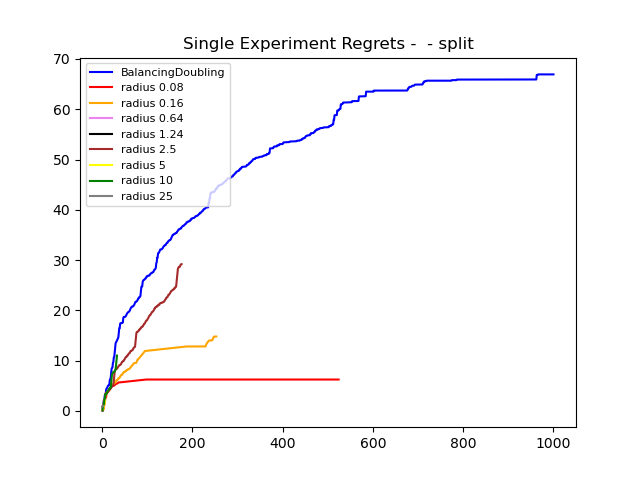 Single Experiment Regrets -  - split
70
60
50
40
30
20
10
0
BalancingDoubling
radius 0.08
radius 0.16
radius 0.64
radius 1.24
radius 2.5
radius 5
radius 10
radius 25
0 200 400 600 800 1000